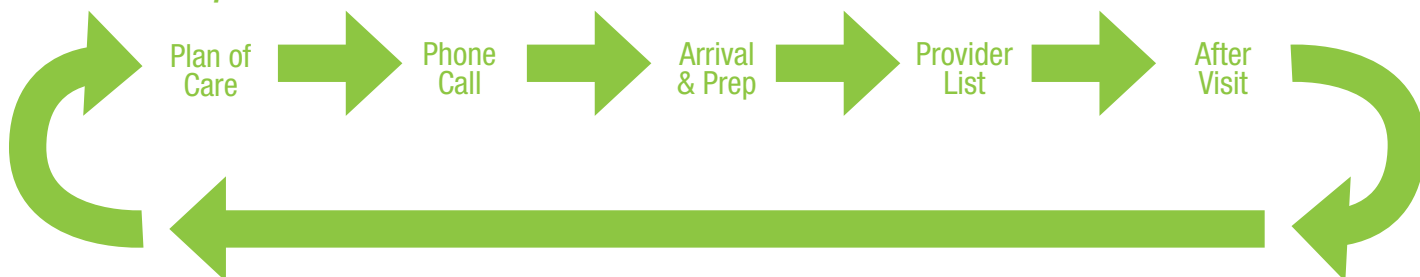 Plan of
Care
Phone
Call
Arrival
& Prep
Provider
List
After
Visit